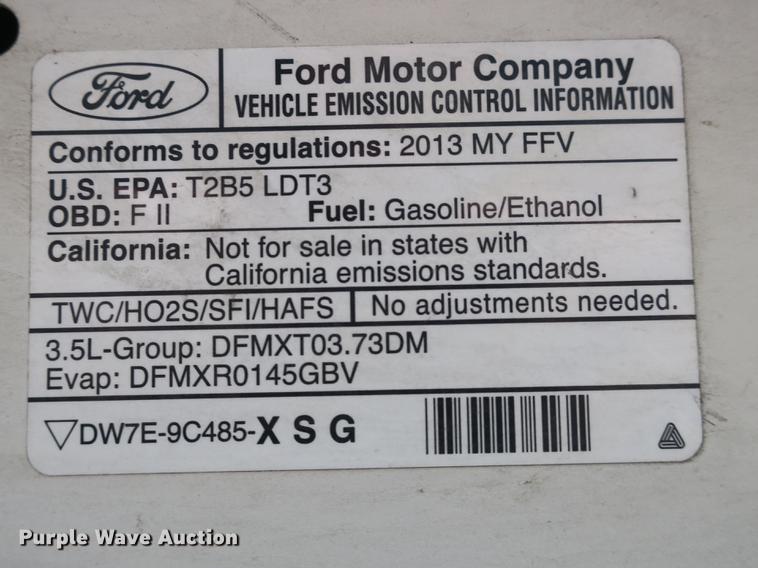 Ford
Ford Motor Company
VEHICLE EMISSION CONTROL INFORMATION
Conforms to regulations: 2013 MY FFV
U.S. EPA: T2B5 LDT3
OBD: F II Fuel: Gasoline/Ethanol
California: Not for sale in states with
California emissions standards.
TWC/HO2S/SFI/HAFS No adjustments needed.
3.5L-Group: DFMXT03.73DM
Evap: DFMXR0145GBV
▽DW7E-9C485-X S G
Purple Wave Auction